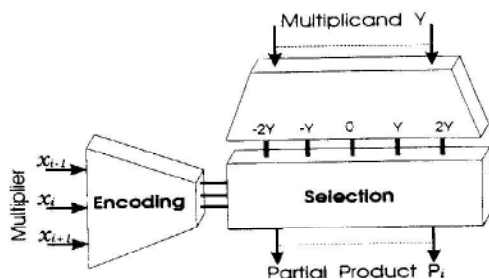 Multiplicand Y
-2Y -Y 0 Y 2Y
Multiplier
x_{i-1}
x_i
x_{i+1}
Encoding
Selection
Partial Product P_i